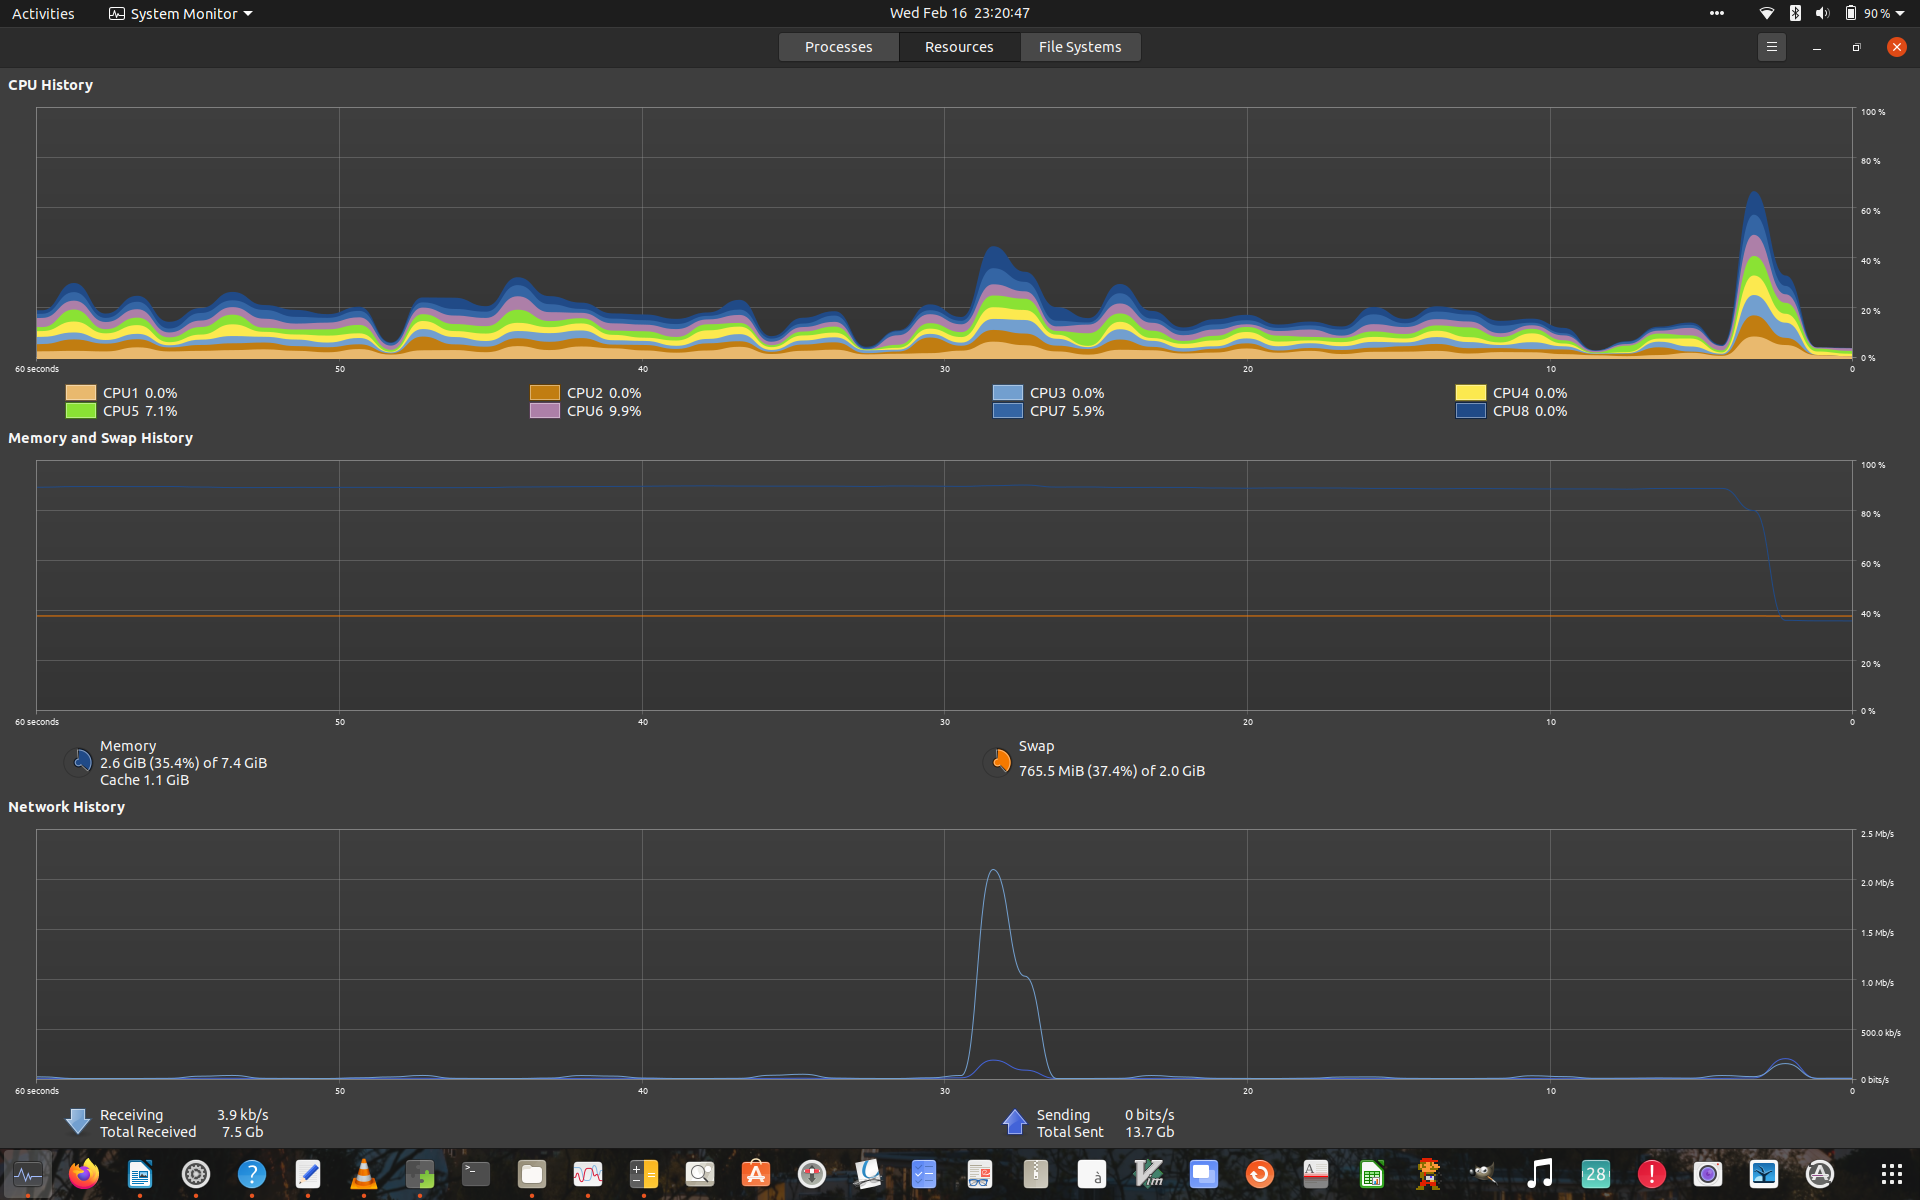 Activities System Monitor Wed Feb 16 23:20:47 90 %
Processes Resources File Systems
CPU History
100 %
80 %
60 %
40 %
20 %
0 %
60 seconds 50 40 30 20 10 0
CPU1 0.0% CPU2 0.0% CPU3 0.0% CPU4 0.0%
CPU5 7.1% CPU6 9.9% CPU7 5.9% CPU8 0.0%
Memory and Swap History
100 %
80 %
60 %
40 %
20 %
0 %
60 seconds 50 40 30 20 10 0
Memory Swap
2.6 GiB (35.4%) of 7.4 GiB 765.5 MiB (37.4%) of 2.0 GiB
Cache 1.1 GiB
Network History
2.5 Mb/s
2.0 Mb/s
1.5 Mb/s
1.0 Mb/s
500.0 kb/s
0 bits/s
60 seconds 50 40 30 20 10 0
Receiving 3.9 kb/s Sending 0 bits/s
Total Received 7.5 Gb Total Sent 13.7 Gb
? >_ A à Vim A 28 ! A